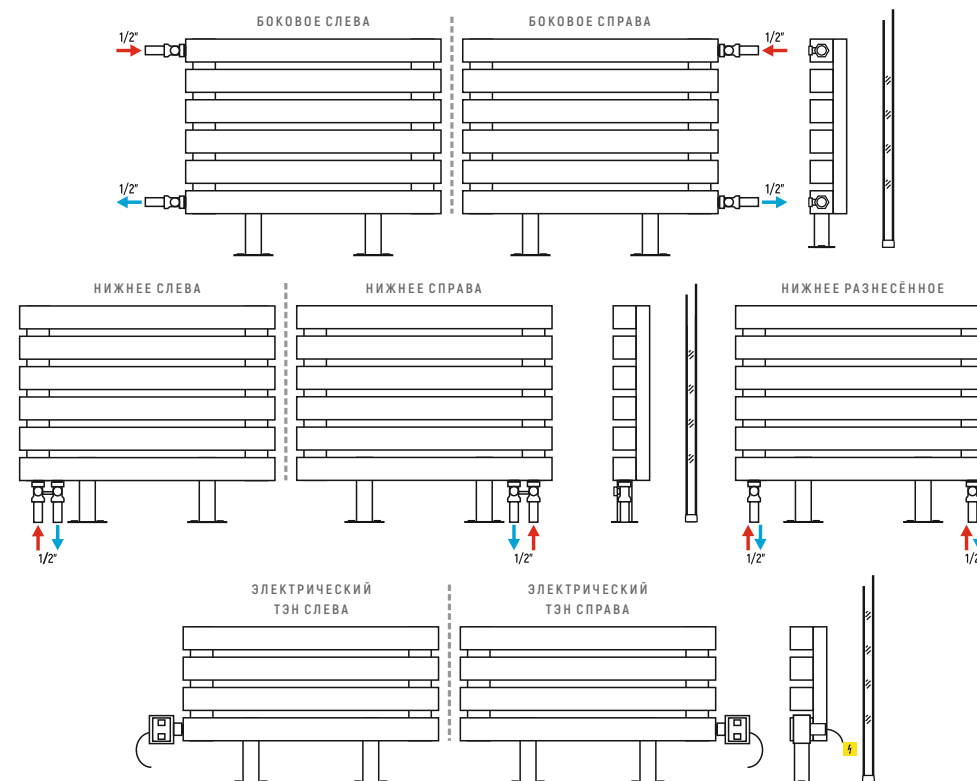 БОКОВОЕ СЛЕВА
БОКОВОЕ СПРАВА
1/2"
1/2"
1/2"
1/2"
НИЖНЕЕ СЛЕВА
НИЖНЕЕ СПРАВА
НИЖНЕЕ РАЗНЕСЁННОЕ
1/2"
1/2"
1/2"
ЭЛЕКТРИЧЕСКИЙ
ТЭН СЛЕВА
ЭЛЕКТРИЧЕСКИЙ
ТЭН СПРАВА